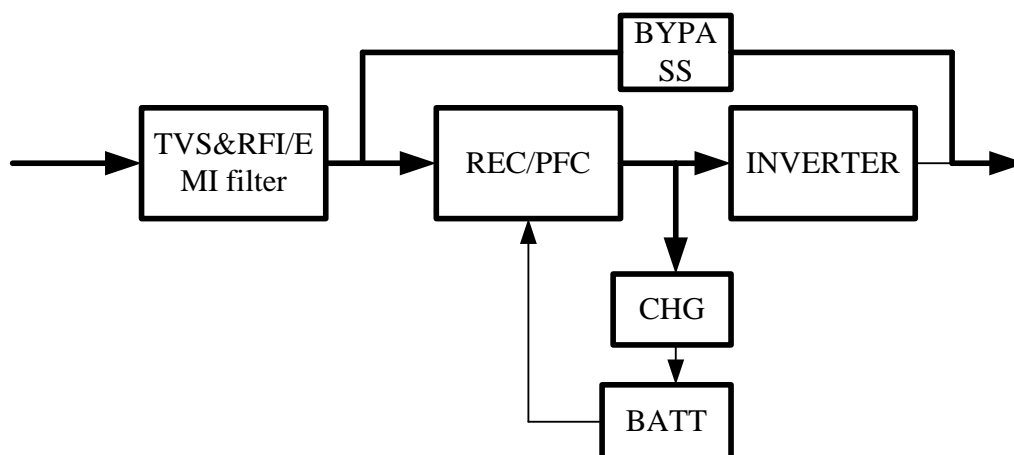 BYPA
SS
TVS&RFI/E
MI filter
REC/PFC
INVERTER
CHG
BATT